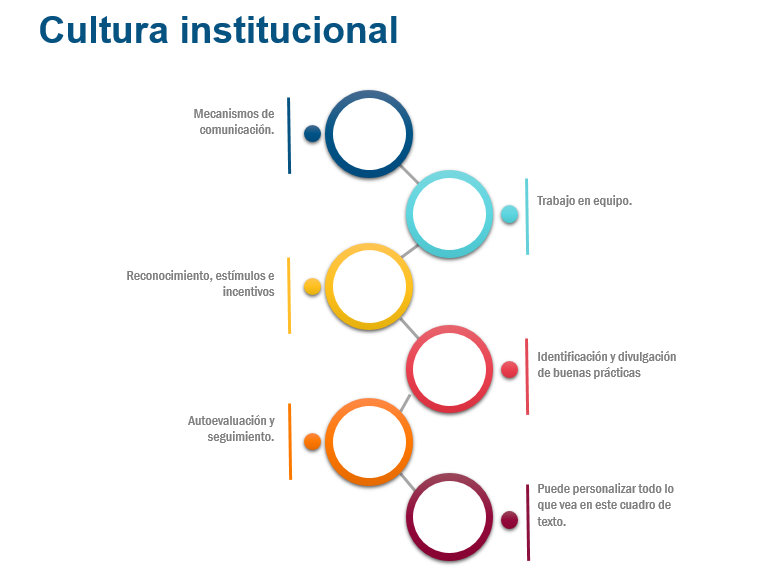 Cultura institucional
Mecanismos de
comunicación.
Trabajo en equipo.
Reconocimiento, estímulos e
incentivos
Identificación y divulgación
de buenas prácticas
Autoevaluación y
seguimiento.
Puede personalizar todo lo
que vea en este cuadro de
texto.